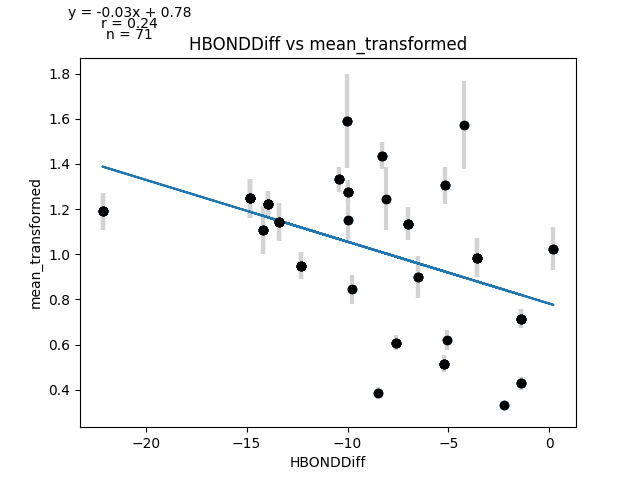 y = -0.03x + 0.78
r = 0.24
n = 71
HBONDDiff vs mean_transformed
1.8
1.6
1.4
1.2
1.0
0.8
0.6
0.4
mean_transformed
−20
−15
−10
−5
0
HBONDDiff